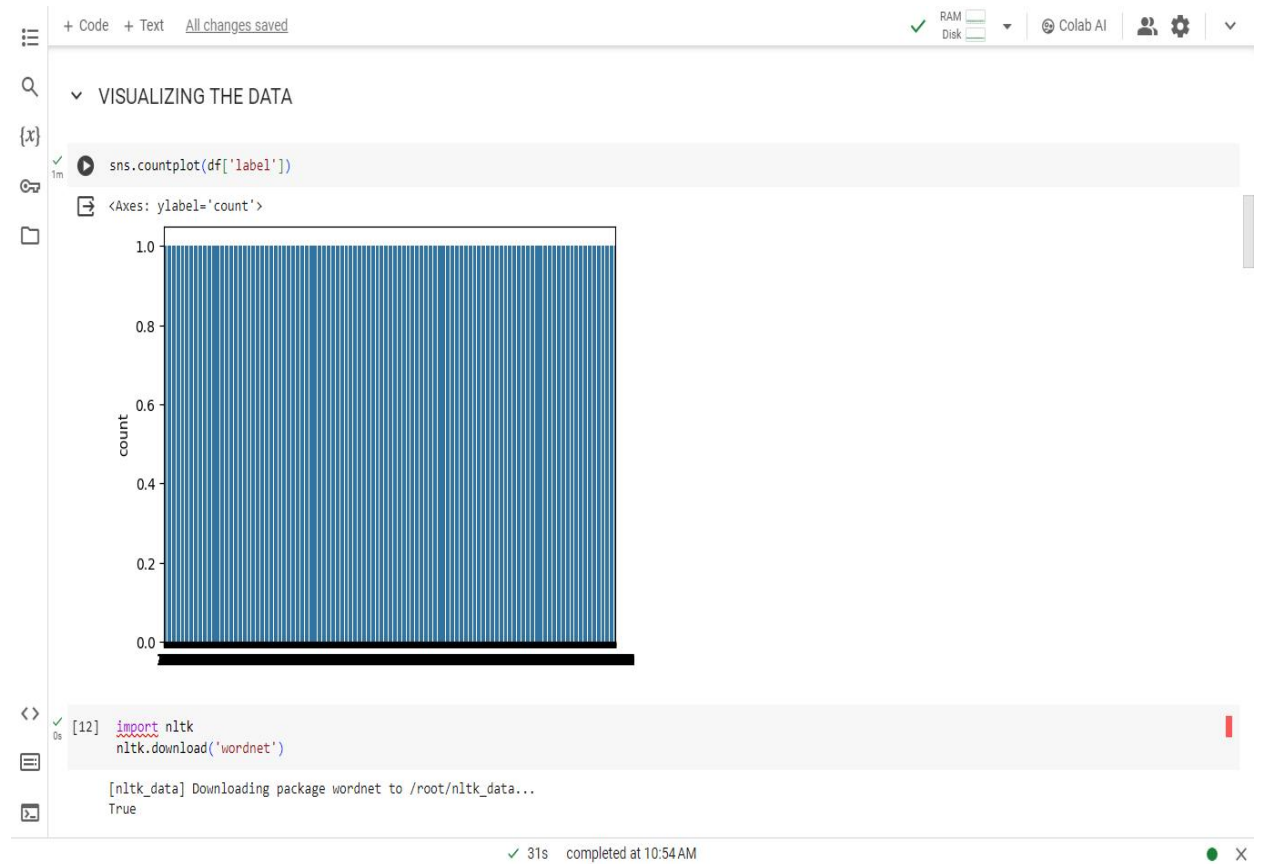 + Code + Text All changes saved
RAM
Disk
Colab AI
VISUALIZING THE DATA
{x}
1m
sns.countplot(df['label'])
<Axes: ylabel='count'>
1.0
0.8
0.6
count
0.4
0.2
0.0
<>
0s
[12] import nltk
nltk.download('wordnet')
[nltk_data] Downloading package wordnet to /root/nltk_data...
True
31s completed at 10:54 AM
X